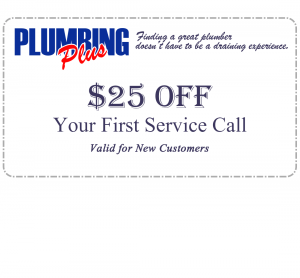 PLUMBING
Plus
Finding a great plumber
doesn't have to be a draining experience.
$25 OFF
Your First Service Call
Valid for New Customers